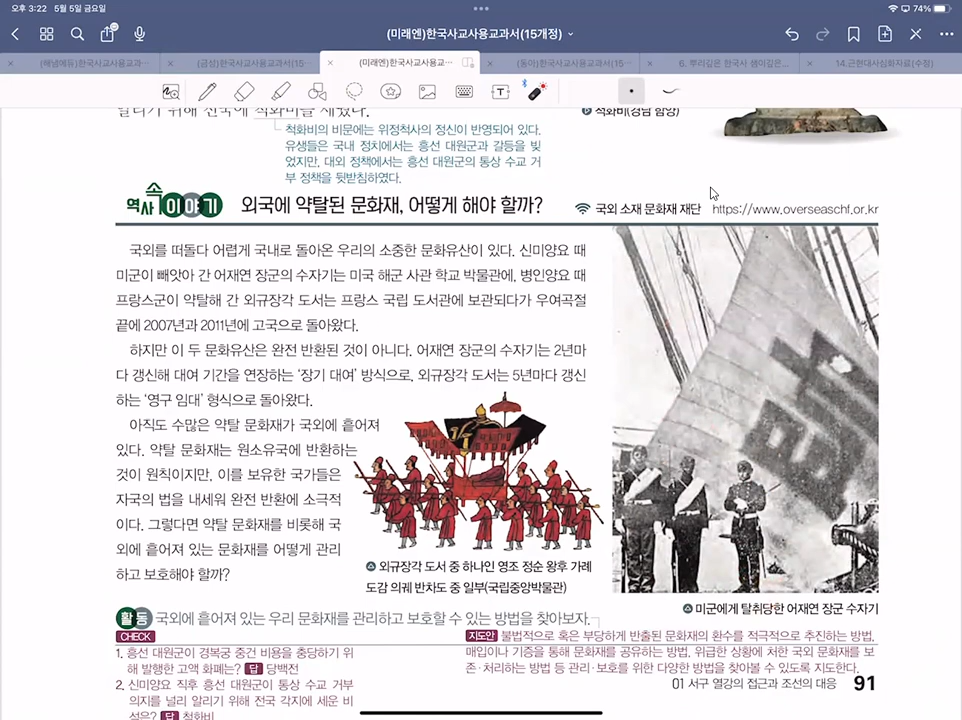 오후 3:22 5월 5일 금요일
74%
(미래엔)한국사교사용교과서(15개정)
(해냄에듀)한국사교사용교과…
(금성)한국사교사용교과서(15…
(미래엔)한국사교사용교과…
(동아)한국사교사용교과서(15…
6. 뿌리깊은 한국사 샘이깊은…
14.근현대사심화자료(수정)
알리기 위해 전국에 척화비를 세웠다.
척화비(경남 함양)
척화비의 비문에는 위정척사의 정신이 반영되어 있다.
유생들은 국내 정치에서는 흥선 대원군과 갈등을 빚
었지만, 대외 정책에서는 흥선 대원군의 통상 수교 거
부 정책을 뒷받침하였다.
역사 속 이야기 외국에 약탈된 문화재, 어떻게 해야 할까?
국외 소재 문화재 재단 https://www.overseaschf.or.kr
국외를 떠돌다 어렵게 국내로 돌아온 우리의 소중한 문화유산이 있다. 신미양요 때
미군이 빼앗아 간 어재연 장군의 수자기는 미국 해군 사관 학교 박물관에, 병인양요 때
프랑스군이 약탈해 간 외규장각 도서는 프랑스 국립 도서관에 보관되다가 우여곡절
끝에 2007년과 2011년에 고국으로 돌아왔다.
하지만 이 두 문화유산은 완전 반환된 것이 아니다. 어재연 장군의 수자기는 2년마
다 갱신해 대여 기간을 연장하는 ‘장기 대여’ 방식으로, 외규장각 도서는 5년마다 갱신
하는 ‘영구 임대’ 형식으로 돌아왔다.
아직도 수많은 약탈 문화재가 국외에 흩어져
있다. 약탈 문화재는 원소유국에 반환하는
것이 원칙이지만, 이를 보유한 국가들은
자국의 법을 내세워 완전 반환에 소극적
이다. 그렇다면 약탈 문화재를 비롯해 국
외에 흩어져 있는 문화재를 어떻게 관리
하고 보호해야 할까?
외규장각 도서 중 하나인 영조 정순 왕후 가례
도감 의궤 반차도 중 일부(국립중앙박물관)
帥
미군에게 탈취당한 어재연 장군 수자기
활동 국외에 흩어져 있는 우리 문화재를 관리하고 보호할 수 있는 방법을 찾아보자.
CHECK
1. 흥선 대원군이 경복궁 중건 비용을 충당하기 위
해 발행한 고액 화폐는? 답 당백전
2. 신미양요 직후 흥선 대원군이 통상 수교 거부
의지를 널리 알리기 위해 전국 각지에 세운 비
석은? 답 척화비
지도안 불법적으로 혹은 부당하게 반출된 문화재의 환수를 적극적으로 추진하는 방법,
매입이나 기증을 통해 문화재를 공유하는 방법, 위급한 상황에 처한 국외 문화재를 보
존·처리하는 방법 등 관리·보호를 위한 다양한 방법을 찾아볼 수 있도록 지도한다.
01 서구 열강의 접근과 조선의 대응 91